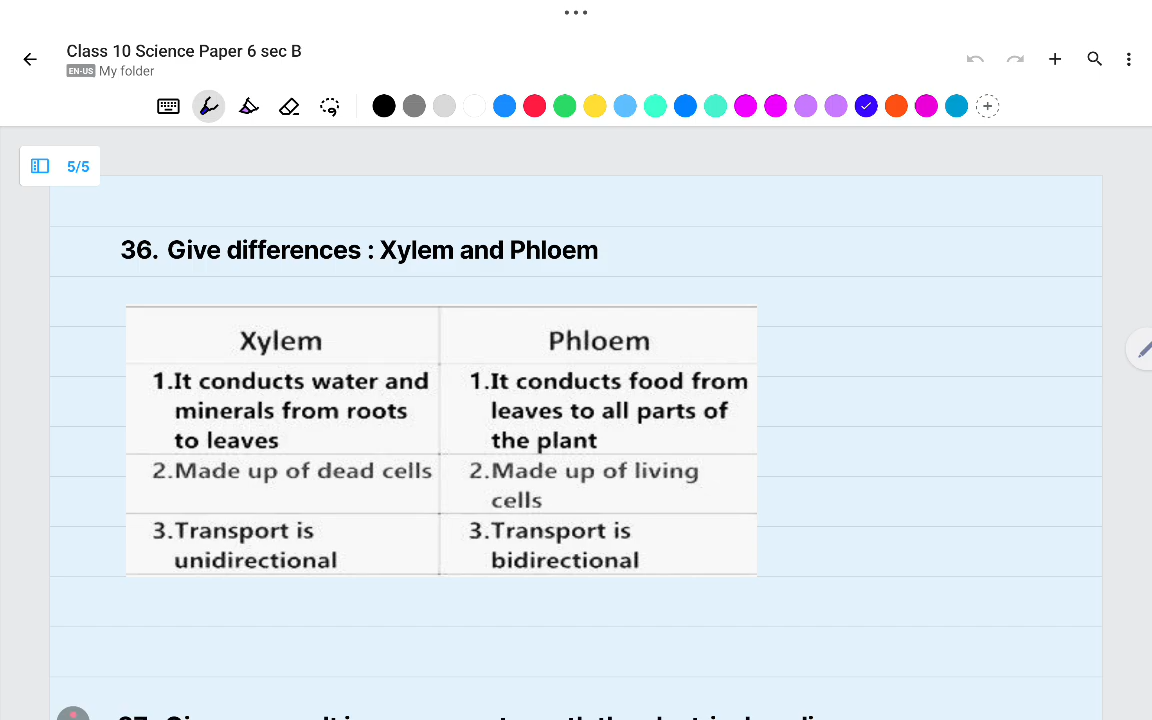 Class 10 Science Paper 6 sec B
EN-US My folder
5/5
36. Give differences : Xylem and Phloem
Xylem
Phloem
1.It conducts water and
minerals from roots
to leaves
1.It conducts food from
leaves to all parts of
the plant
2.Made up of dead cells
2.Made up of living
cells
3.Transport is
unidirectional
3.Transport is
bidirectional